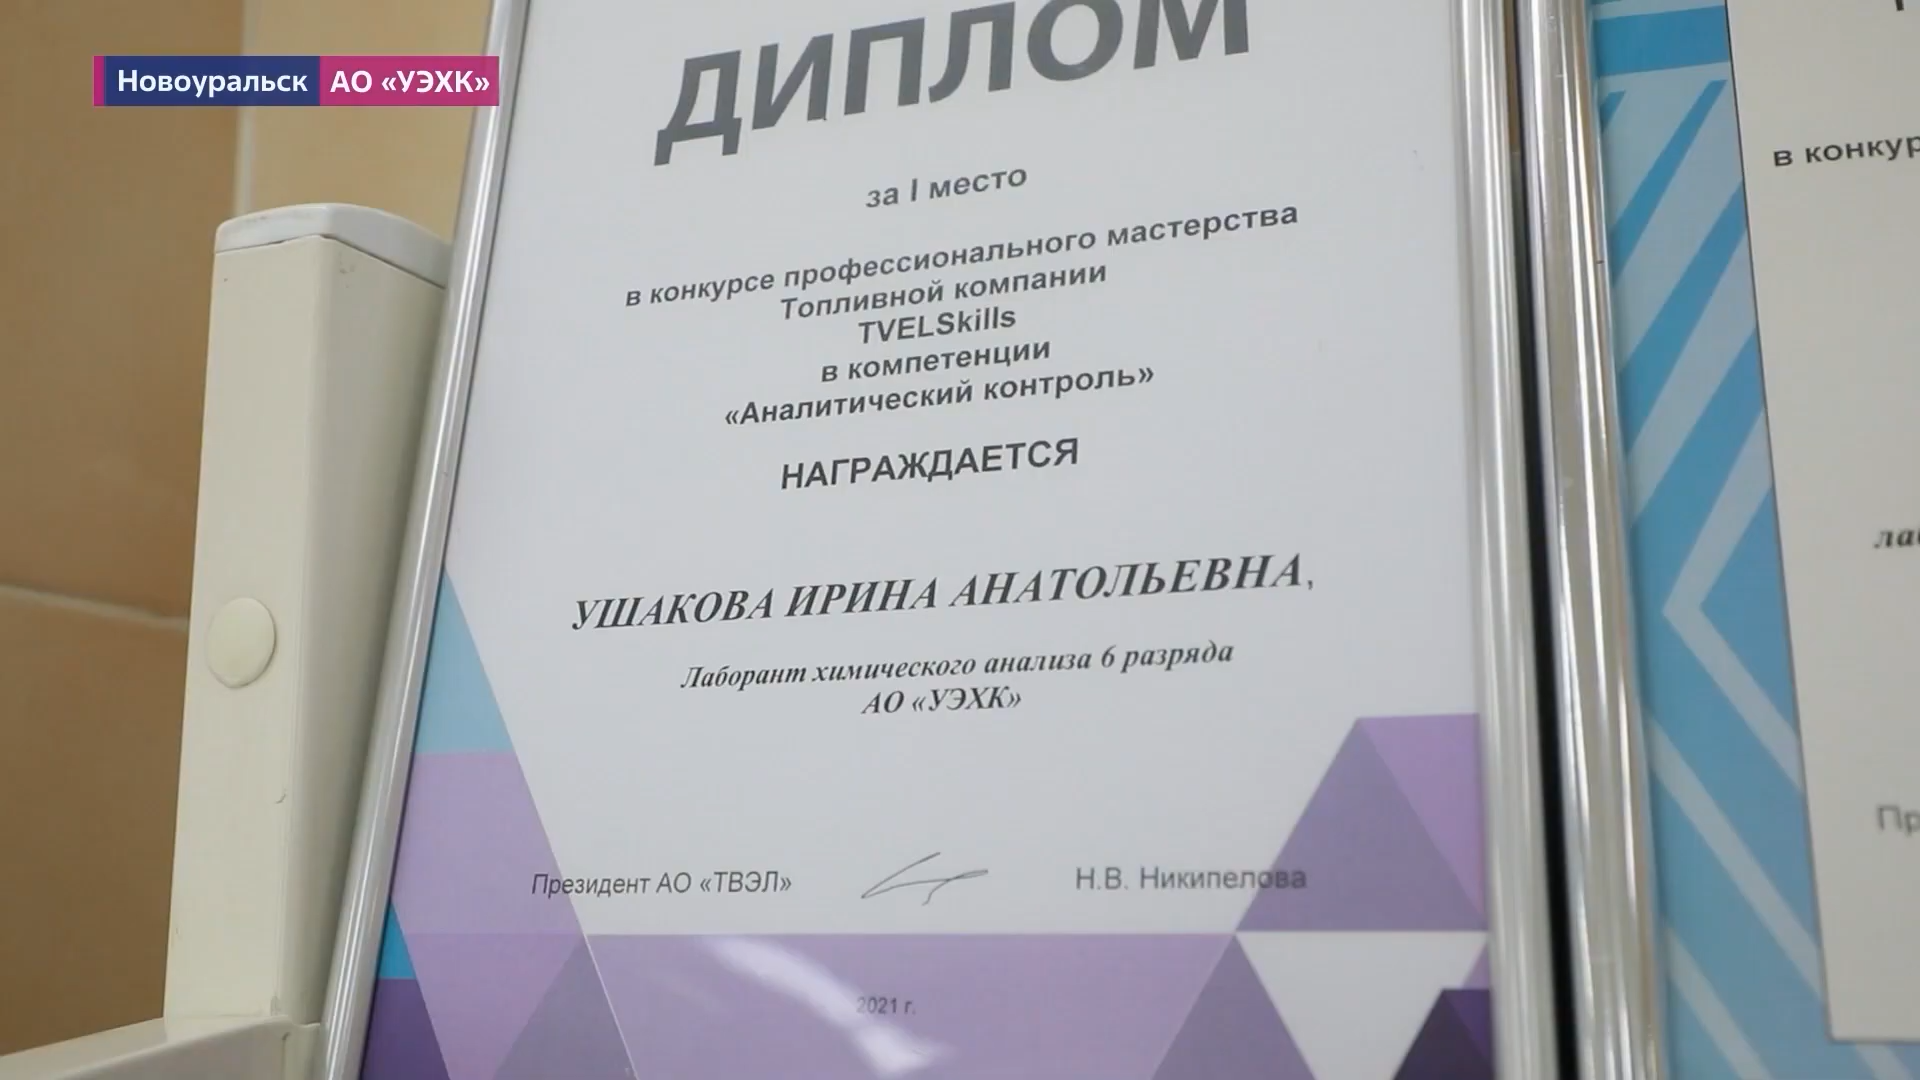 Новоуральск АО «УЭХК»
ДИПЛОМ
за I место
в конкурсе профессионального мастерства
Топливной компании
TVELSkills
в компетенции
«Аналитический контроль»
НАГРАЖДАЕТСЯ
УШАКОВА ИРИНА АНАТОЛЬЕВНА,
Лаборант химического анализа 6 разряда
АО «УЭХК»
Президент АО «ТВЭЛ» Н.В. Никипелова
2021 г.
в